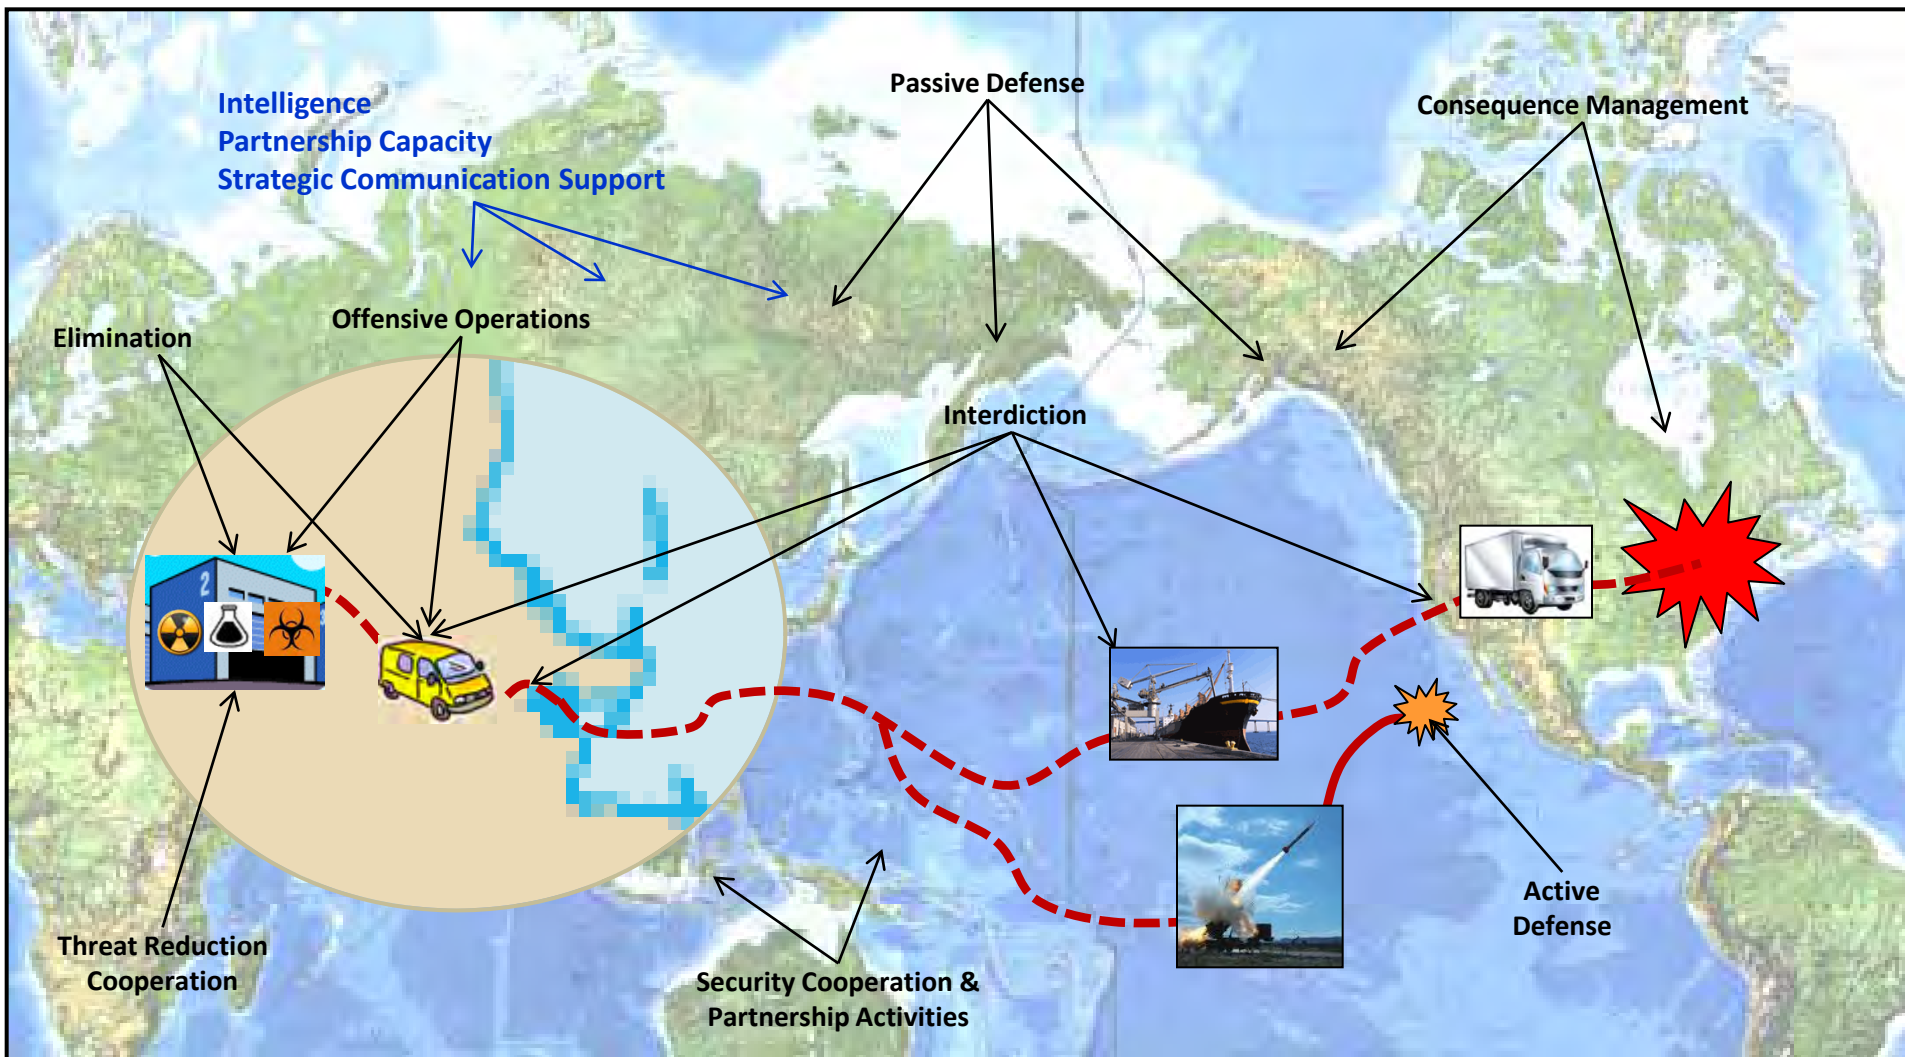 Passive Defense
Intelligence
Partnership Capacity
Strategic Communication Support
Consequence Management
Offensive Operations
Elimination
Interdiction
2
Active
Defense
Threat Reduction
Cooperation
Security Cooperation &
Partnership Activities